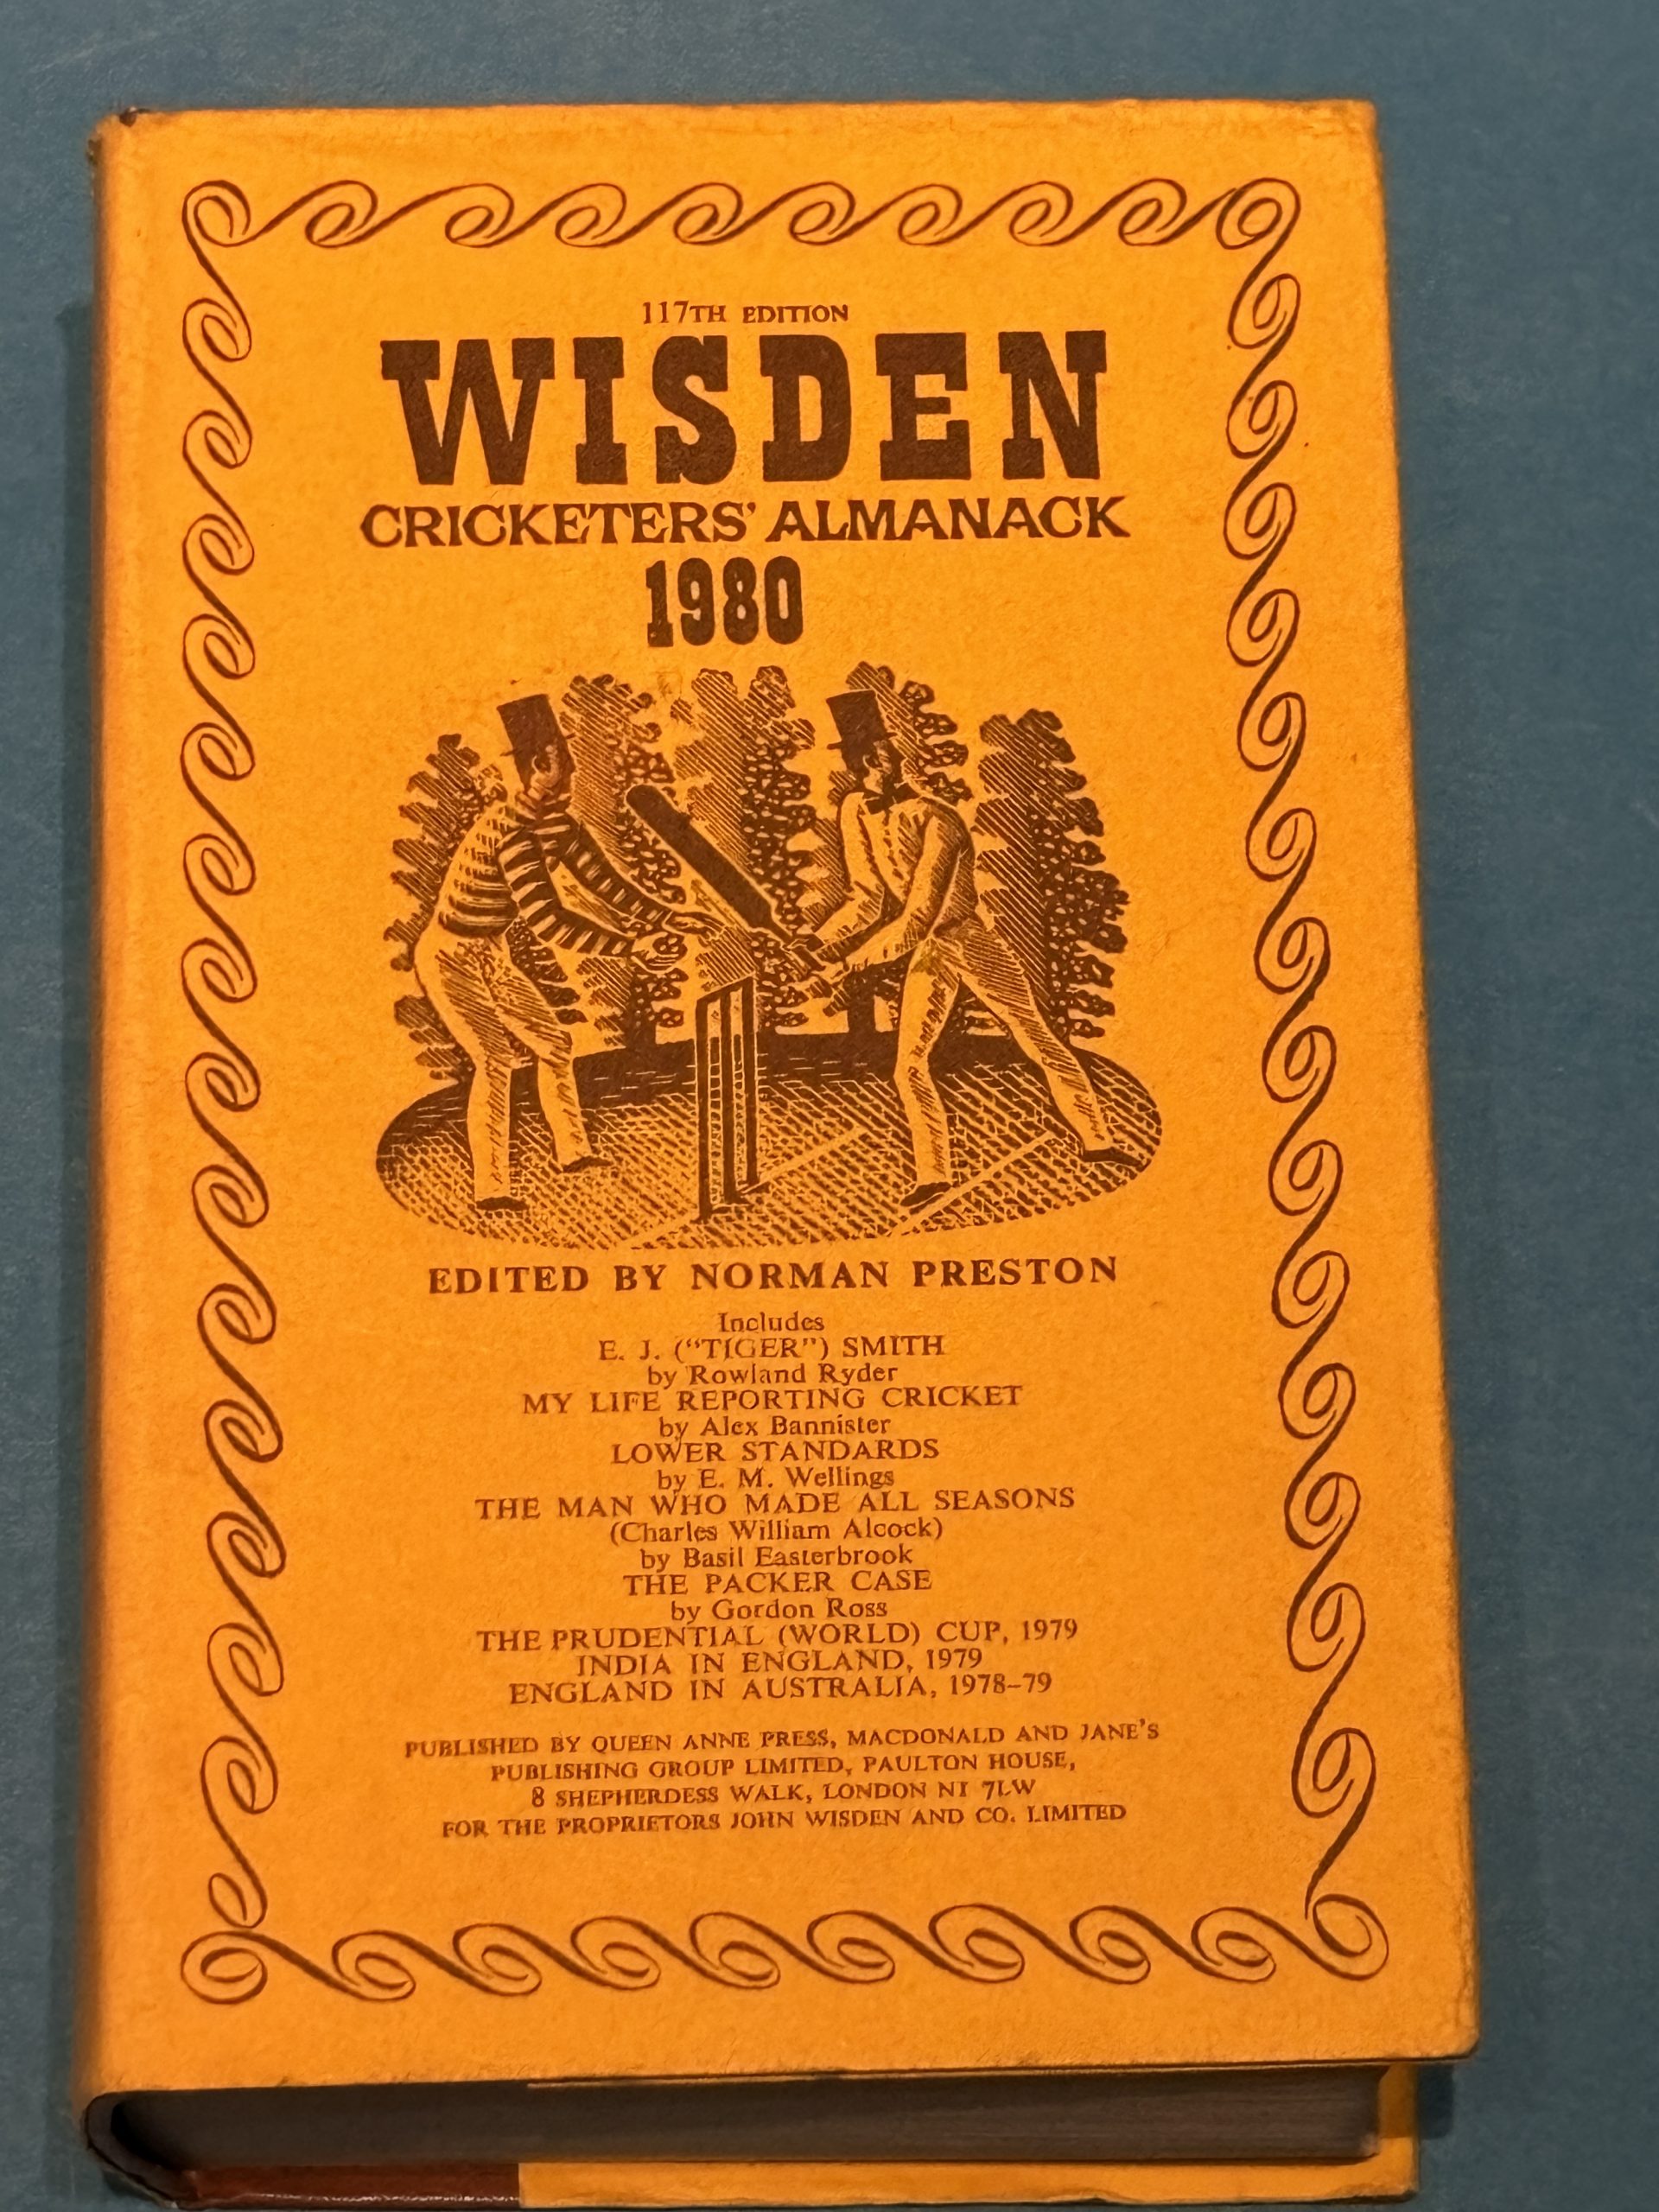 117TH EDITION
WISDEN
CRICKETERS' ALMANACK
1980
EDITED BY NORMAN PRESTON
Includes
E. J. ("TIGER") SMITH
by Rowland Ryder
MY LIFE REPORTING CRICKET
by Alex Bannister
LOWER STANDARDS
by E. M. Wellings
THE MAN WHO MADE ALL SEASONS
(Charles William Alcock)
by Basil Easterbrook
THE PACKER CASE
by Gordon Ross
THE PRUDENTIAL (WORLD) CUP, 1979
INDIA IN ENGLAND, 1979
ENGLAND IN AUSTRALIA, 1978–79
PUBLISHED BY QUEEN ANNE PRESS, MACDONALD AND JANE'S
PUBLISHING GROUP LIMITED, PAULTON HOUSE,
8 SHEPHERDESS WALK, LONDON N1 7LW
FOR THE PROPRIETORS JOHN WISDEN AND CO. LIMITED